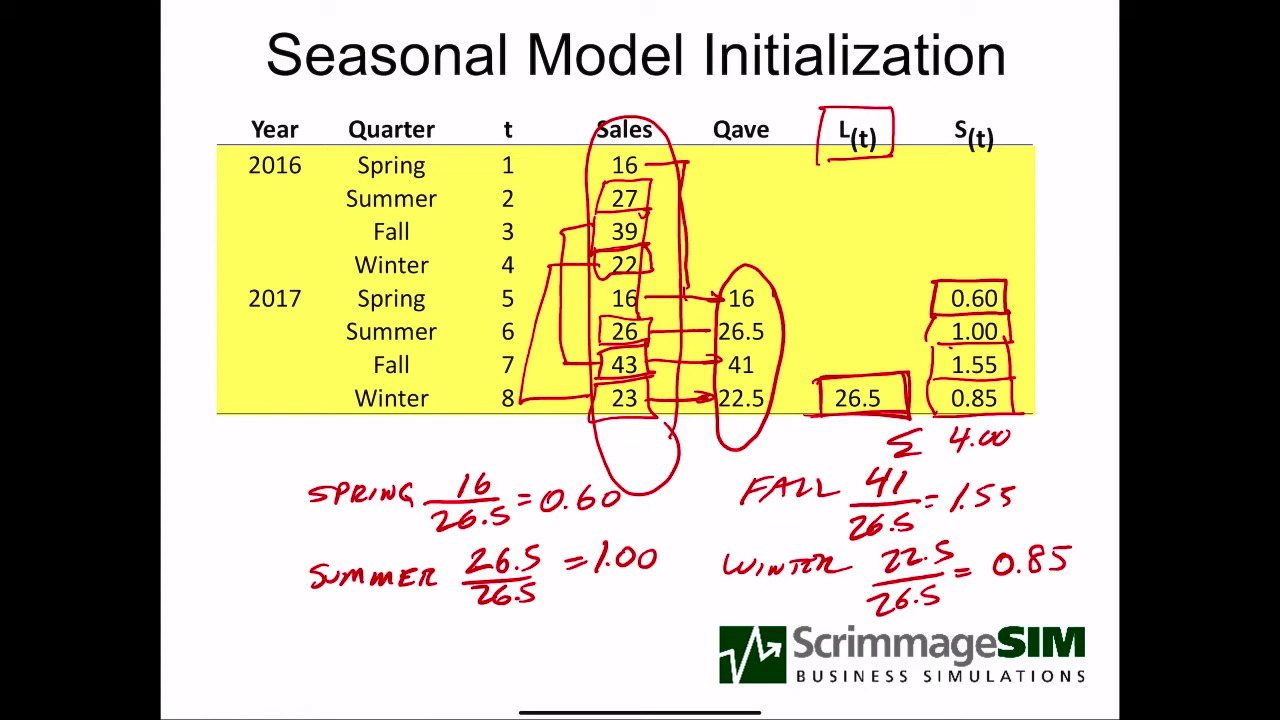 Seasonal Model Initialization
Year Quarter t Sales Qave L(t) S(t)
2016 Spring 1 16
Summer 2 27
Fall 3 39
Winter 4 22
2017 Spring 5 16 16 0.60
Summer 6 26 26.5 1.00
Fall 7 43 41 1.55
Winter 8 23 22.5 26.5 0.85
Σ 4.00
SPRING 16/26.5 = 0.60
FALL 41/26.5 = 1.55
SUMMER 26.5/26.5 = 1.00
WINTER 22.5/26.5 = 0.85
ScrimmageSIM
BUSINESS SIMULATIONS